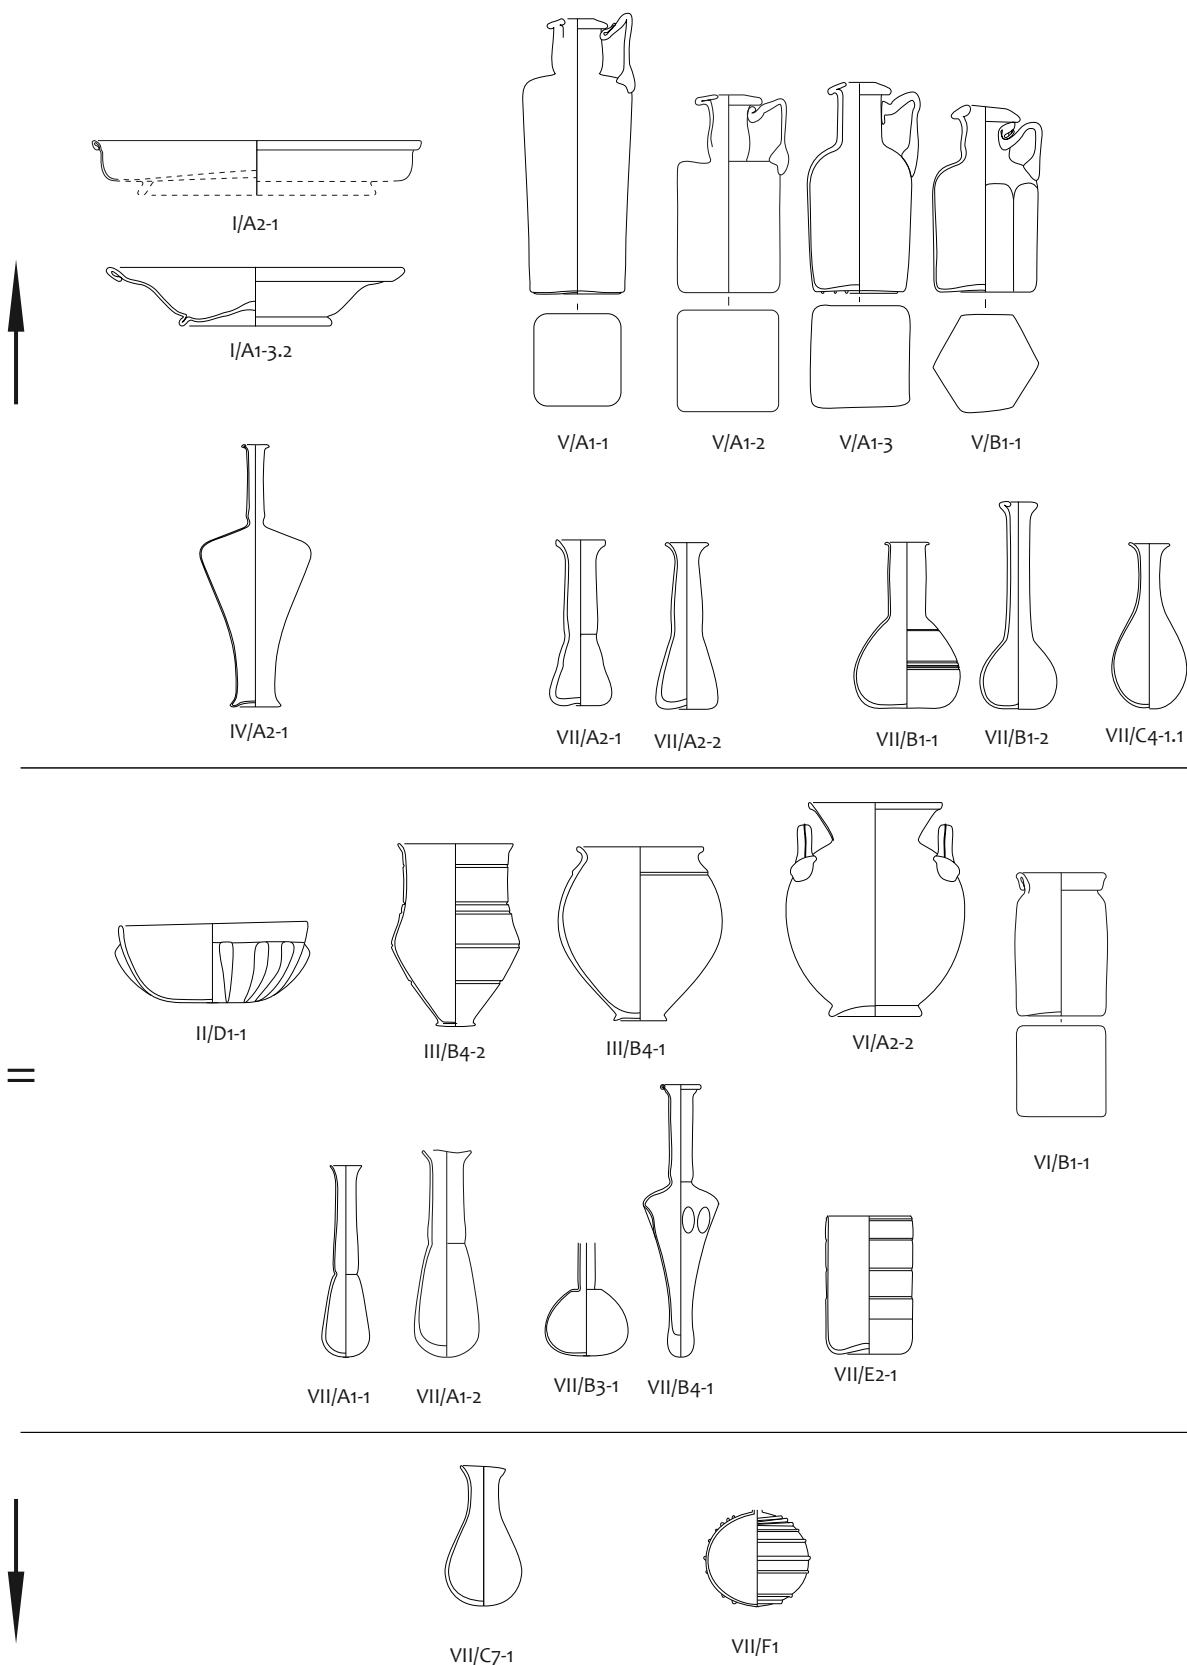 I/A2-1
I/A1-3.2
V/A1-1
V/A1-2
V/A1-3
V/B1-1
IV/A2-1
VII/A2-1
VII/A2-2
VII/B1-1
VII/B1-2
VII/C4-1.1
II/D1-1
III/B4-2
III/B4-1
VI/A2-2
VI/B1-1
=
VII/A1-1
VII/A1-2
VII/B3-1
VII/B4-1
VII/E2-1
VII/C7-1
VII/F1